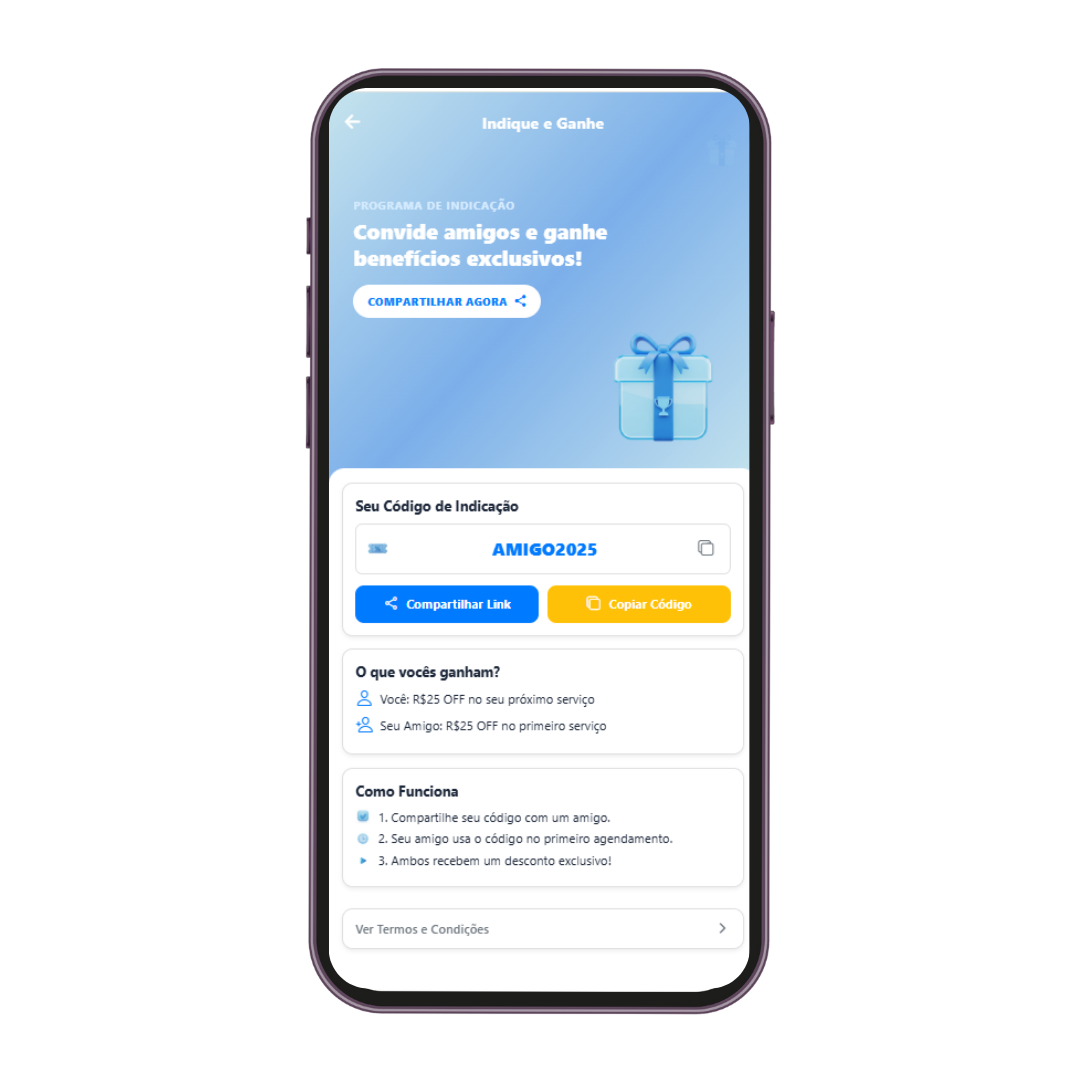 Indique e Ganhe
PROGRAMA DE INDICAÇÃO
Convide amigos e ganhe
benefícios exclusivos!
COMPARTILHAR AGORA
Seu Código de Indicação
AMIGO2025
Compartilhar Link
Copiar Código
O que vocês ganham?
Você: R$25 OFF no seu próximo serviço
Seu Amigo: R$25 OFF no primeiro serviço
Como Funciona
1. Compartilhe seu código com um amigo.
2. Seu amigo usa o código no primeiro agendamento.
3. Ambos recebem um desconto exclusivo!
Ver Termos e Condições